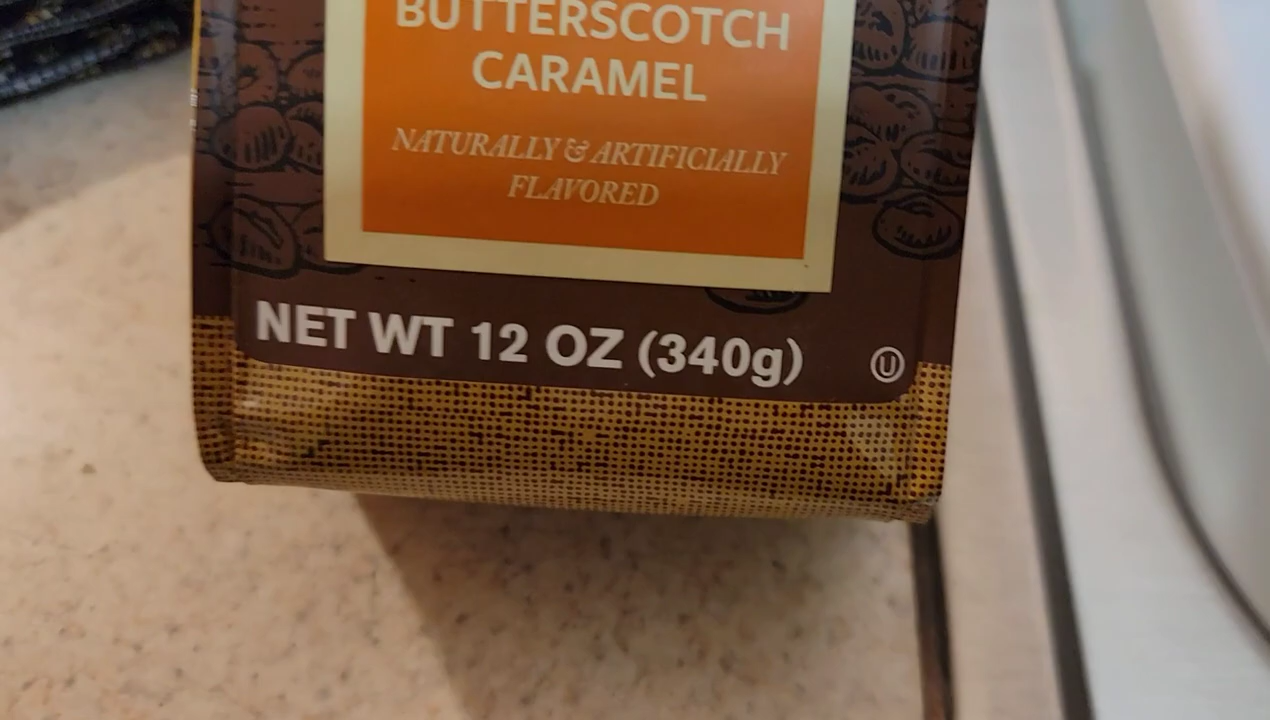 BUTTERSCOTCH
CARAMEL
NATURALLY & ARTIFICIALLY
FLAVORED
NET WT 12 OZ (340g)
U